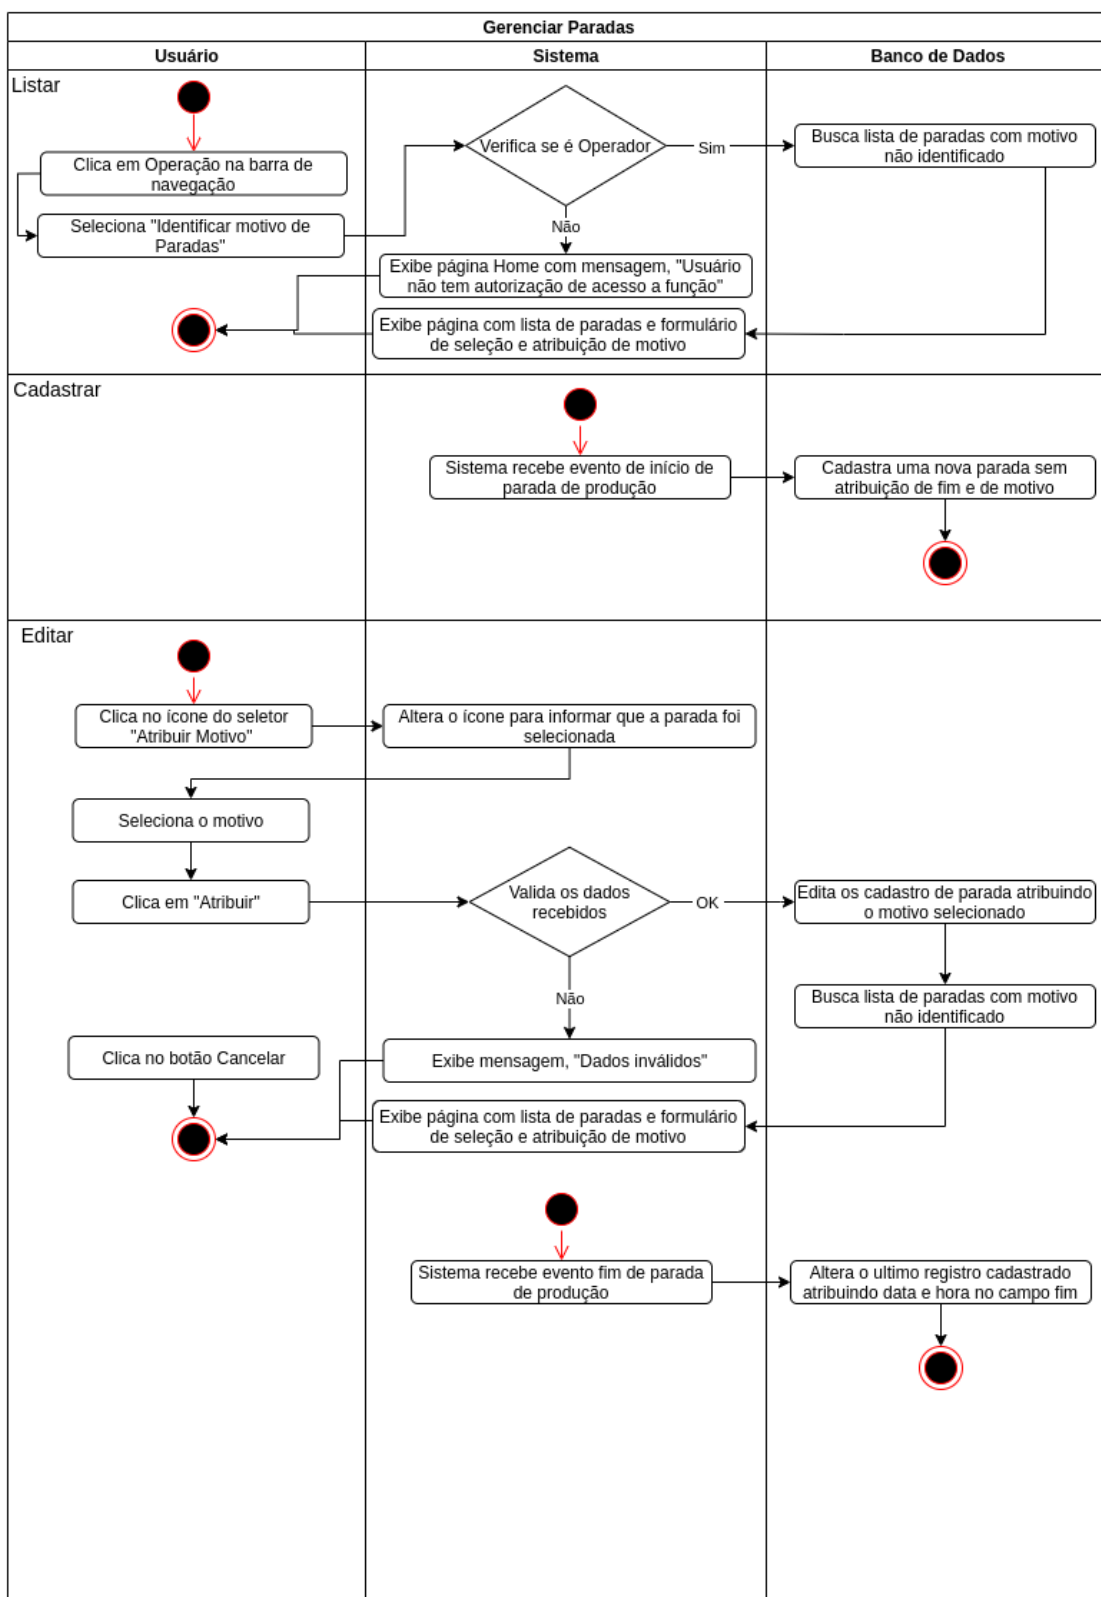 Gerenciar Paradas
Usuário
Sistema
Banco de Dados
Listar
Clica em Operação na barra de
navegação
Seleciona "Identificar motivo de
Paradas"
Verifica se é Operador
Sim
Busca lista de paradas com motivo
não identificado
Não
Exibe página Home com mensagem, "Usuário
não tem autorização de acesso a função"
Exibe página com lista de paradas e formulário
de seleção e atribuição de motivo
Cadastrar
Sistema recebe evento de início de
parada de produção
Cadastra uma nova parada sem
atribuição de fim e de motivo
Editar
Clica no ícone do seletor
"Atribuir Motivo"
Altera o ícone para informar que a parada foi
selecionada
Seleciona o motivo
Clica em "Atribuir"
Valida os dados
recebidos
OK
Edita os cadastro de parada atribuindo
o motivo selecionado
Busca lista de paradas com motivo
não identificado
Não
Clica no botão Cancelar
Exibe mensagem, "Dados inválidos"
Exibe página com lista de paradas e formulário
de seleção e atribuição de motivo
Sistema recebe evento fim de parada
de produção
Altera o ultimo registro cadastrado
atribuindo data e hora no campo fim